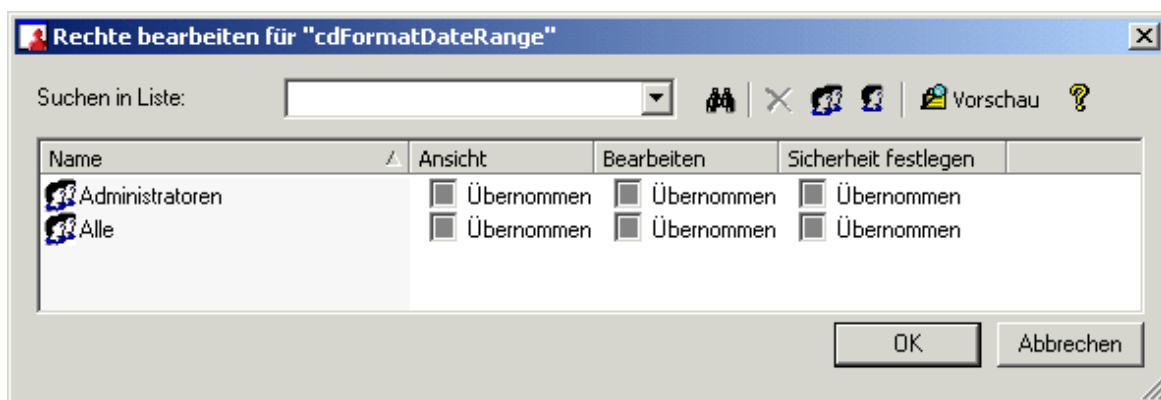 Rechte bearbeiten für "cdFormatDateRange"
Suchen in Liste: Vorschau
Name Ansicht Bearbeiten Sicherheit festlegen
Administratoren Übernommen Übernommen Übernommen
Alle Übernommen Übernommen Übernommen
OK Abbrechen